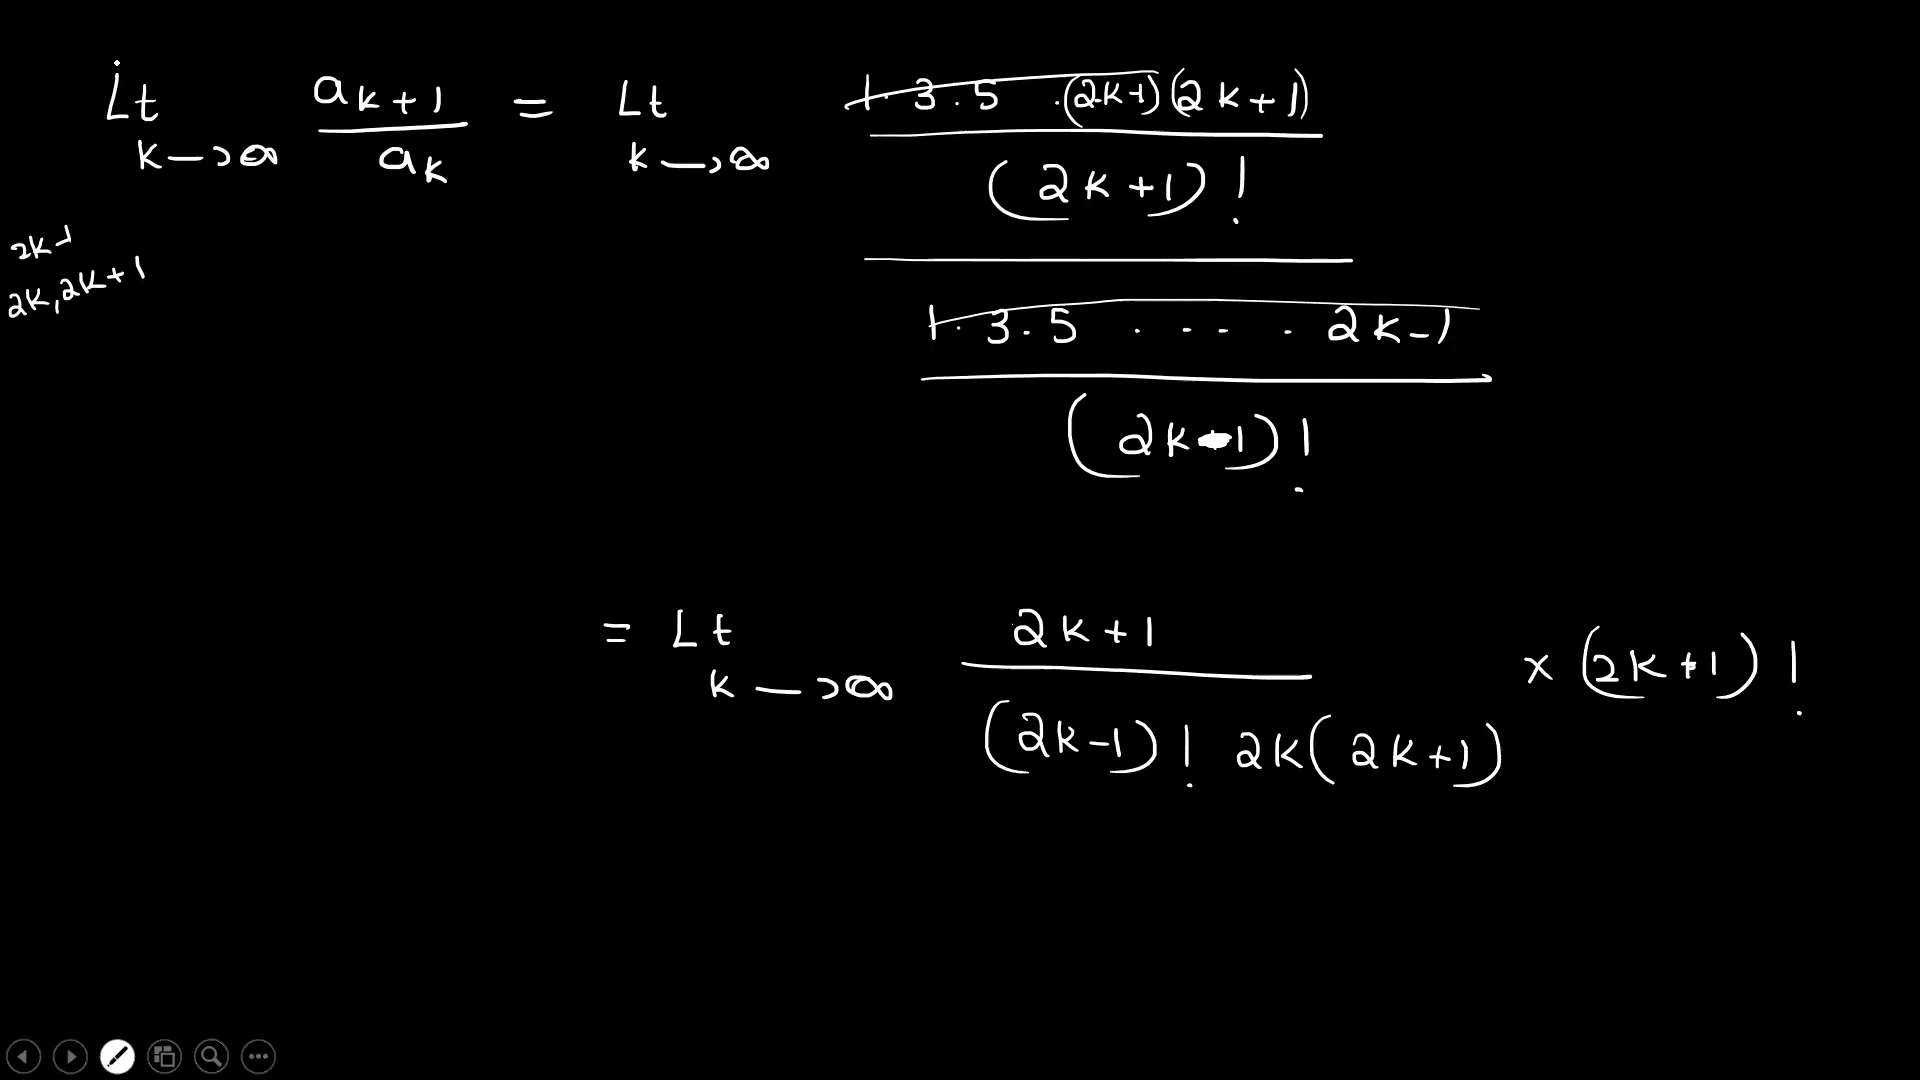 Lt k→∞ a_{k+1} / a_k = Lt k→∞ 1·3·5 ·(2k-1)(2k+1) / (2k+1)!
2k-1
2k, 2k+1
1·3·5 · · · · 2k-1 / (2k-1)!
= Lt k→∞ 2k+1 / (2k-1)! 2k(2k+1) × (2k+1)!